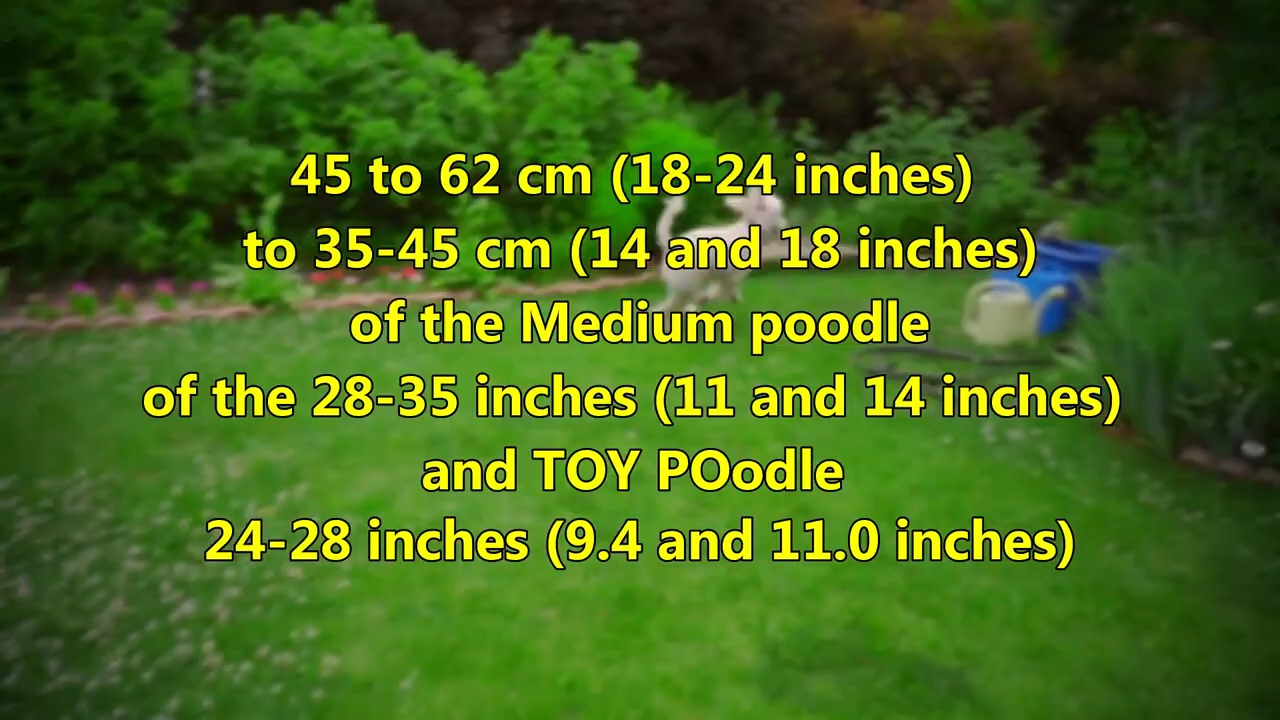 45 to 62 cm (18-24 inches)
to 35-45 cm (14 and 18 inches)
of the Medium poodle
of the 28-35 inches (11 and 14 inches)
and TOY POodle
24-28 inches (9.4 and 11.0 inches)